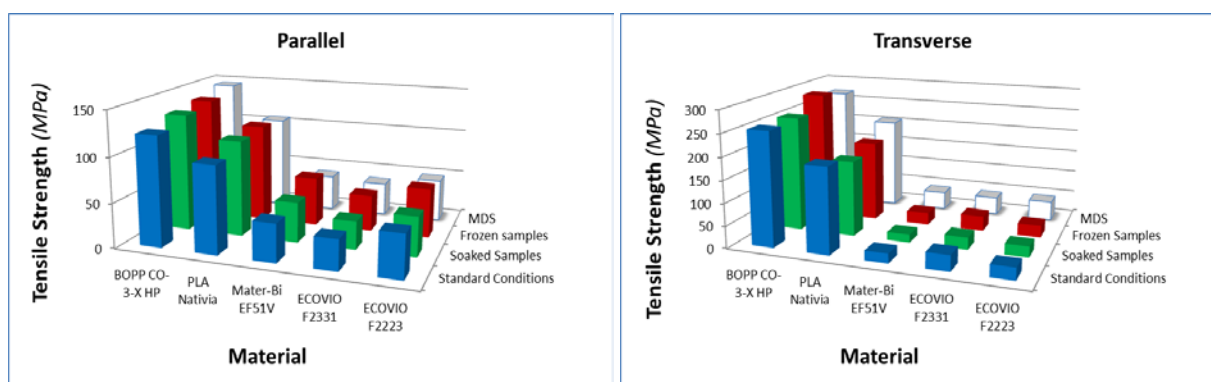 Parallel
Tensile Strength (MPa)
150
100
50
0
BOPP CO-
3-X HP
PLA
Nativia
Mater-Bi
EF51V
ECOVIO
F2331
ECOVIO
F2223
MDS
Frozen samples
Soaked Samples
Standard Conditions
Material
Transverse
Tensile Strength (MPa)
300
250
200
150
100
50
0
BOPP CO-
3-X HP
PLA
Nativia
Mater-Bi
EF51V
ECOVIO
F2331
ECOVIO
F2223
MDS
Frozen samples
Soaked Samples
Standard Conditions
Material